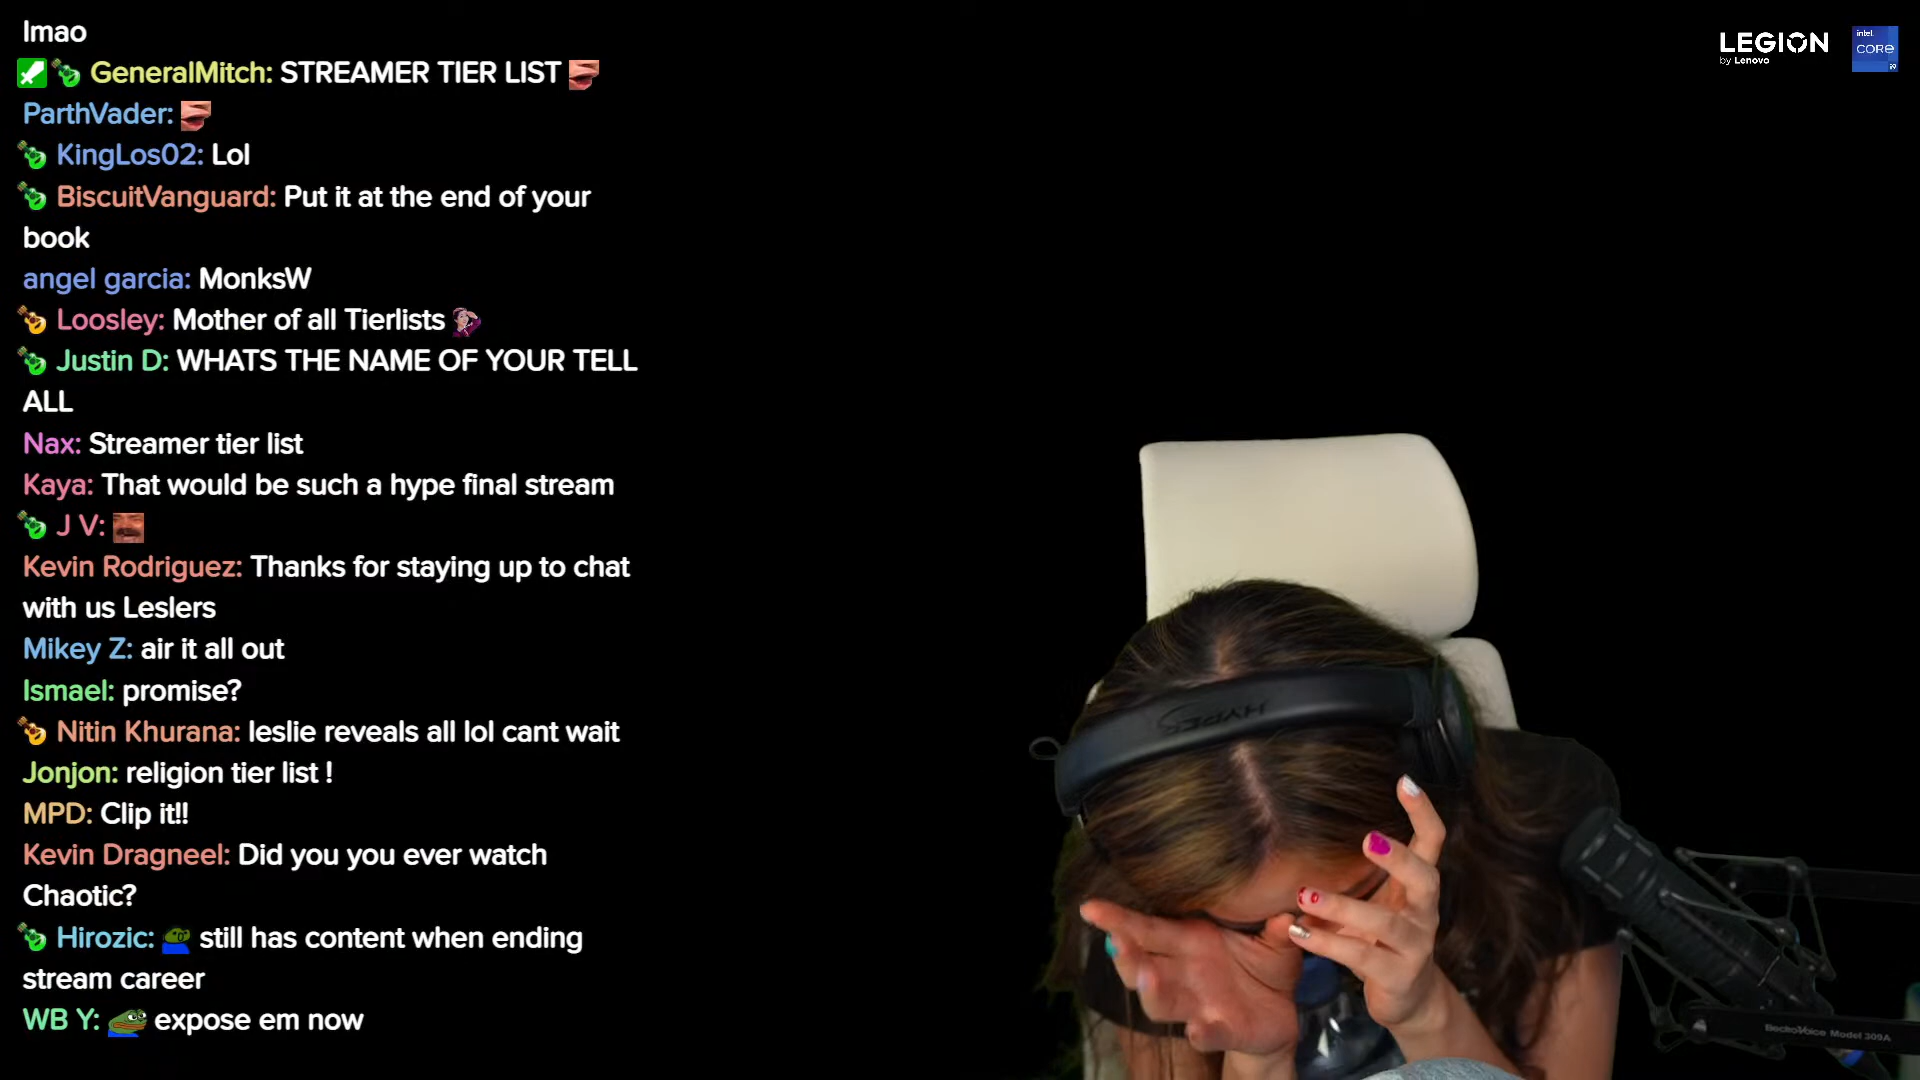 lmao
GeneralMitch: STREAMER TIER LIST
ParthVader:
KingLos02: Lol
BiscuitVanguard: Put it at the end of your
book
angel garcia: MonksW
Loosley: Mother of all Tierlists
Justin D: WHATS THE NAME OF YOUR TELL
ALL
Nax: Streamer tier list
Kaya: That would be such a hype final stream
J V:
Kevin Rodriguez: Thanks for staying up to chat
with us Leslers
Mikey Z: air it all out
Ismael: promise?
Nitin Khurana: leslie reveals all lol cant wait
Jonjon: religion tier list !
MPD: Clip it!!
Kevin Dragneel: Did you you ever watch
Chaotic?
Hirozic: still has content when ending
stream career
WB Y: expose em now
LEGION
by Lenovo
intel
CORE
i9
HYPERX
ElectroVoice Model 309A